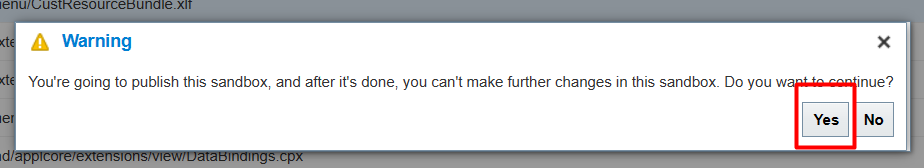 menu/CustResourceBundle.xlf
Warning
You're going to publish this sandbox, and after it's done, you can't make further changes in this sandbox. Do you want to continue?
Yes
No
nd/applcore/extensions/view/DataBindings.cpx